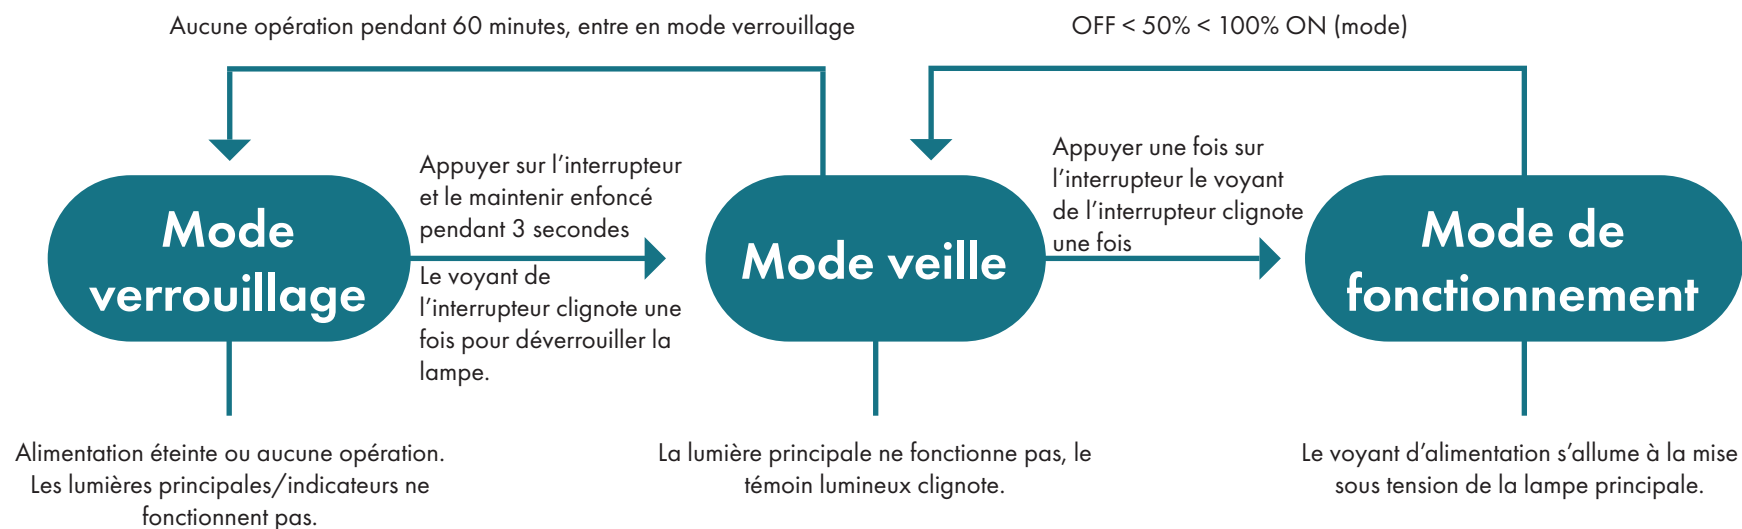 Aucune opération pendant 60 minutes, entre en mode verrouillage
OFF < 50% < 100% ON (mode)
Mode
verrouillage
Appuyer sur l’interrupteur
et le maintenir enfoncé
pendant 3 secondes
Le voyant de
l’interrupteur clignote une
fois pour déverrouiller la
lampe.
Mode veille
Appuyer une fois sur
l’interrupteur le voyant
de l’interrupteur clignote
une fois
Mode de
fonctionnement
Alimentation éteinte ou aucune opération.
Les lumières principales/indicateurs ne
fonctionnent pas.
La lumière principale ne fonctionne pas, le
témoin lumineux clignote.
Le voyant d’alimentation s’allume à la mise
sous tension de la lampe principale.